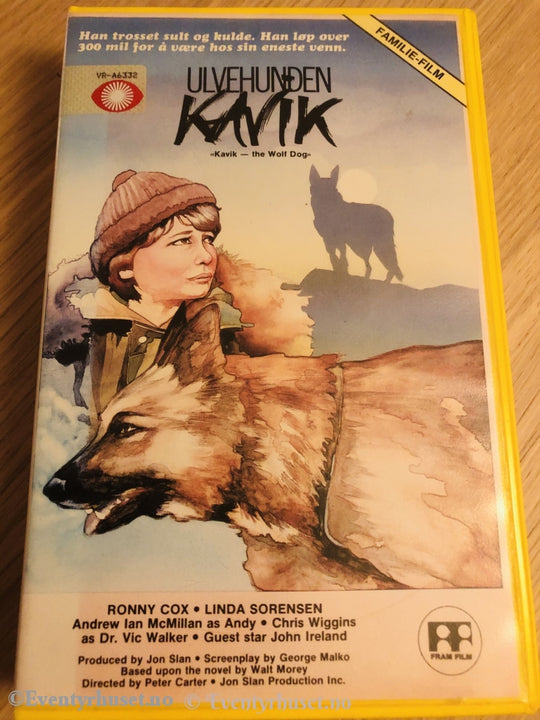 Han trosset sult og kulde. Han løp over
300 mil for å være hos sin eneste venn.
FAMILIE-FILM
VR-A6332
ULVEHUNDEN
KAVIK
«Kavik — the Wolf Dog»
RONNY COX • LINDA SORENSEN
Andrew Ian McMillan as Andy • Chris Wiggins
as Dr. Vic Walker • Guest star John Ireland
Produced by Jon Slan • Screenplay by George Malko
Based upon the novel by Walt Morey
Directed by Peter Carter • Jon Slan Production Inc.
FF
FRAM FILM
©Eventyrhuset.no ©Eventyrhuset.no